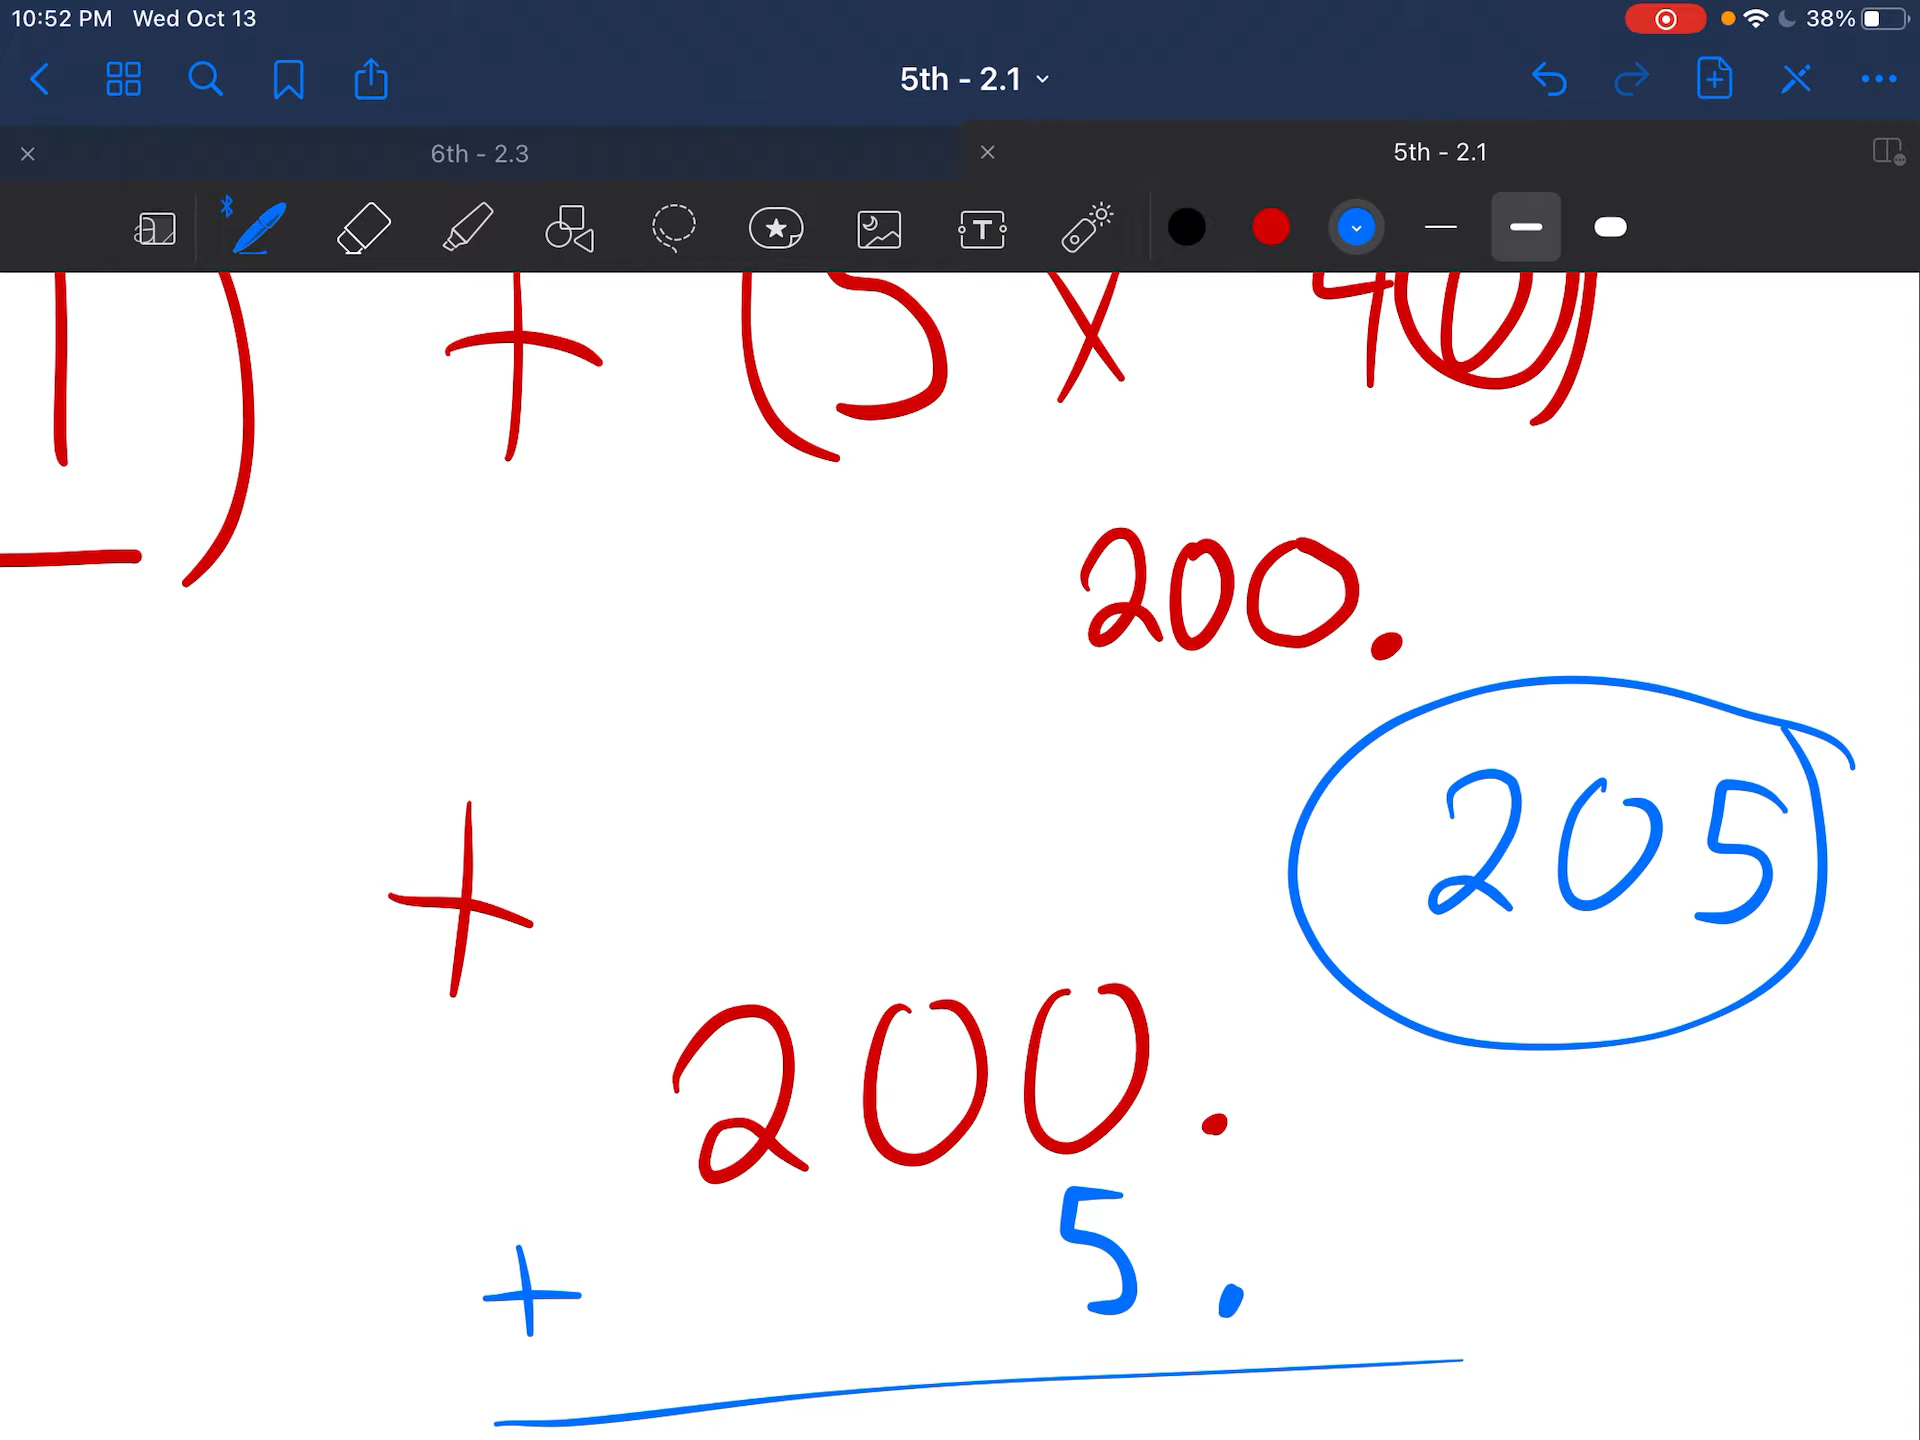 10:52 PM Wed Oct 13
38%
5th - 2.1
6th - 2.3
5th - 2.1
1) + (5 x 40)
200.
205
+
200.
+ 5.